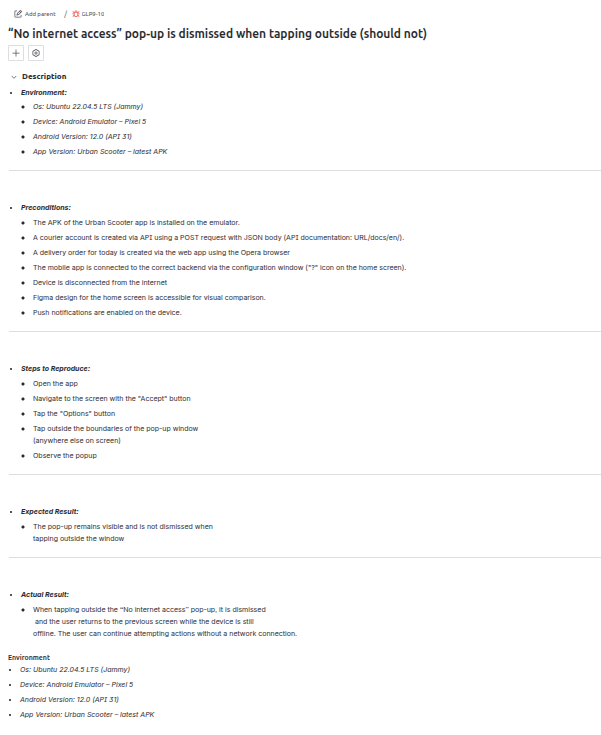 Add parent / GLP9-10
“No internet access” pop-up is dismissed when tapping outside (should not)
Description
Environment:
Os: Ubuntu 22.04.5 LTS (Jammy)
Device: Android Emulator – Pixel 5
Android Version: 12.0 (API 31)
App Version: Urban Scooter – latest APK
Preconditions:
The APK of the Urban Scooter app is installed on the emulator.
A courier account is created via API using a POST request with JSON body (API documentation: URL/docs/en/).
A delivery order for today is created via the web app using the Opera browser
The mobile app is connected to the correct backend via the configuration window ("?" icon on the home screen).
Device is disconnected from the internet
Figma design for the home screen is accessible for visual comparison.
Push notifications are enabled on the device.
Steps to Reproduce:
Open the app
Navigate to the screen with the "Accept" button
Tap the "Options" button
Tap outside the boundaries of the pop-up window
(anywhere else on screen)
Observe the popup
Expected Result:
The pop-up remains visible and is not dismissed when
tapping outside the window
Actual Result:
When tapping outside the “No internet access” pop-up, it is dismissed
and the user returns to the previous screen while the device is still
offline. The user can continue attempting actions without a network connection.
Environment
Os: Ubuntu 22.04.5 LTS (Jammy)
Device: Android Emulator – Pixel 5
Android Version: 12.0 (API 31)
App Version: Urban Scooter – latest APK